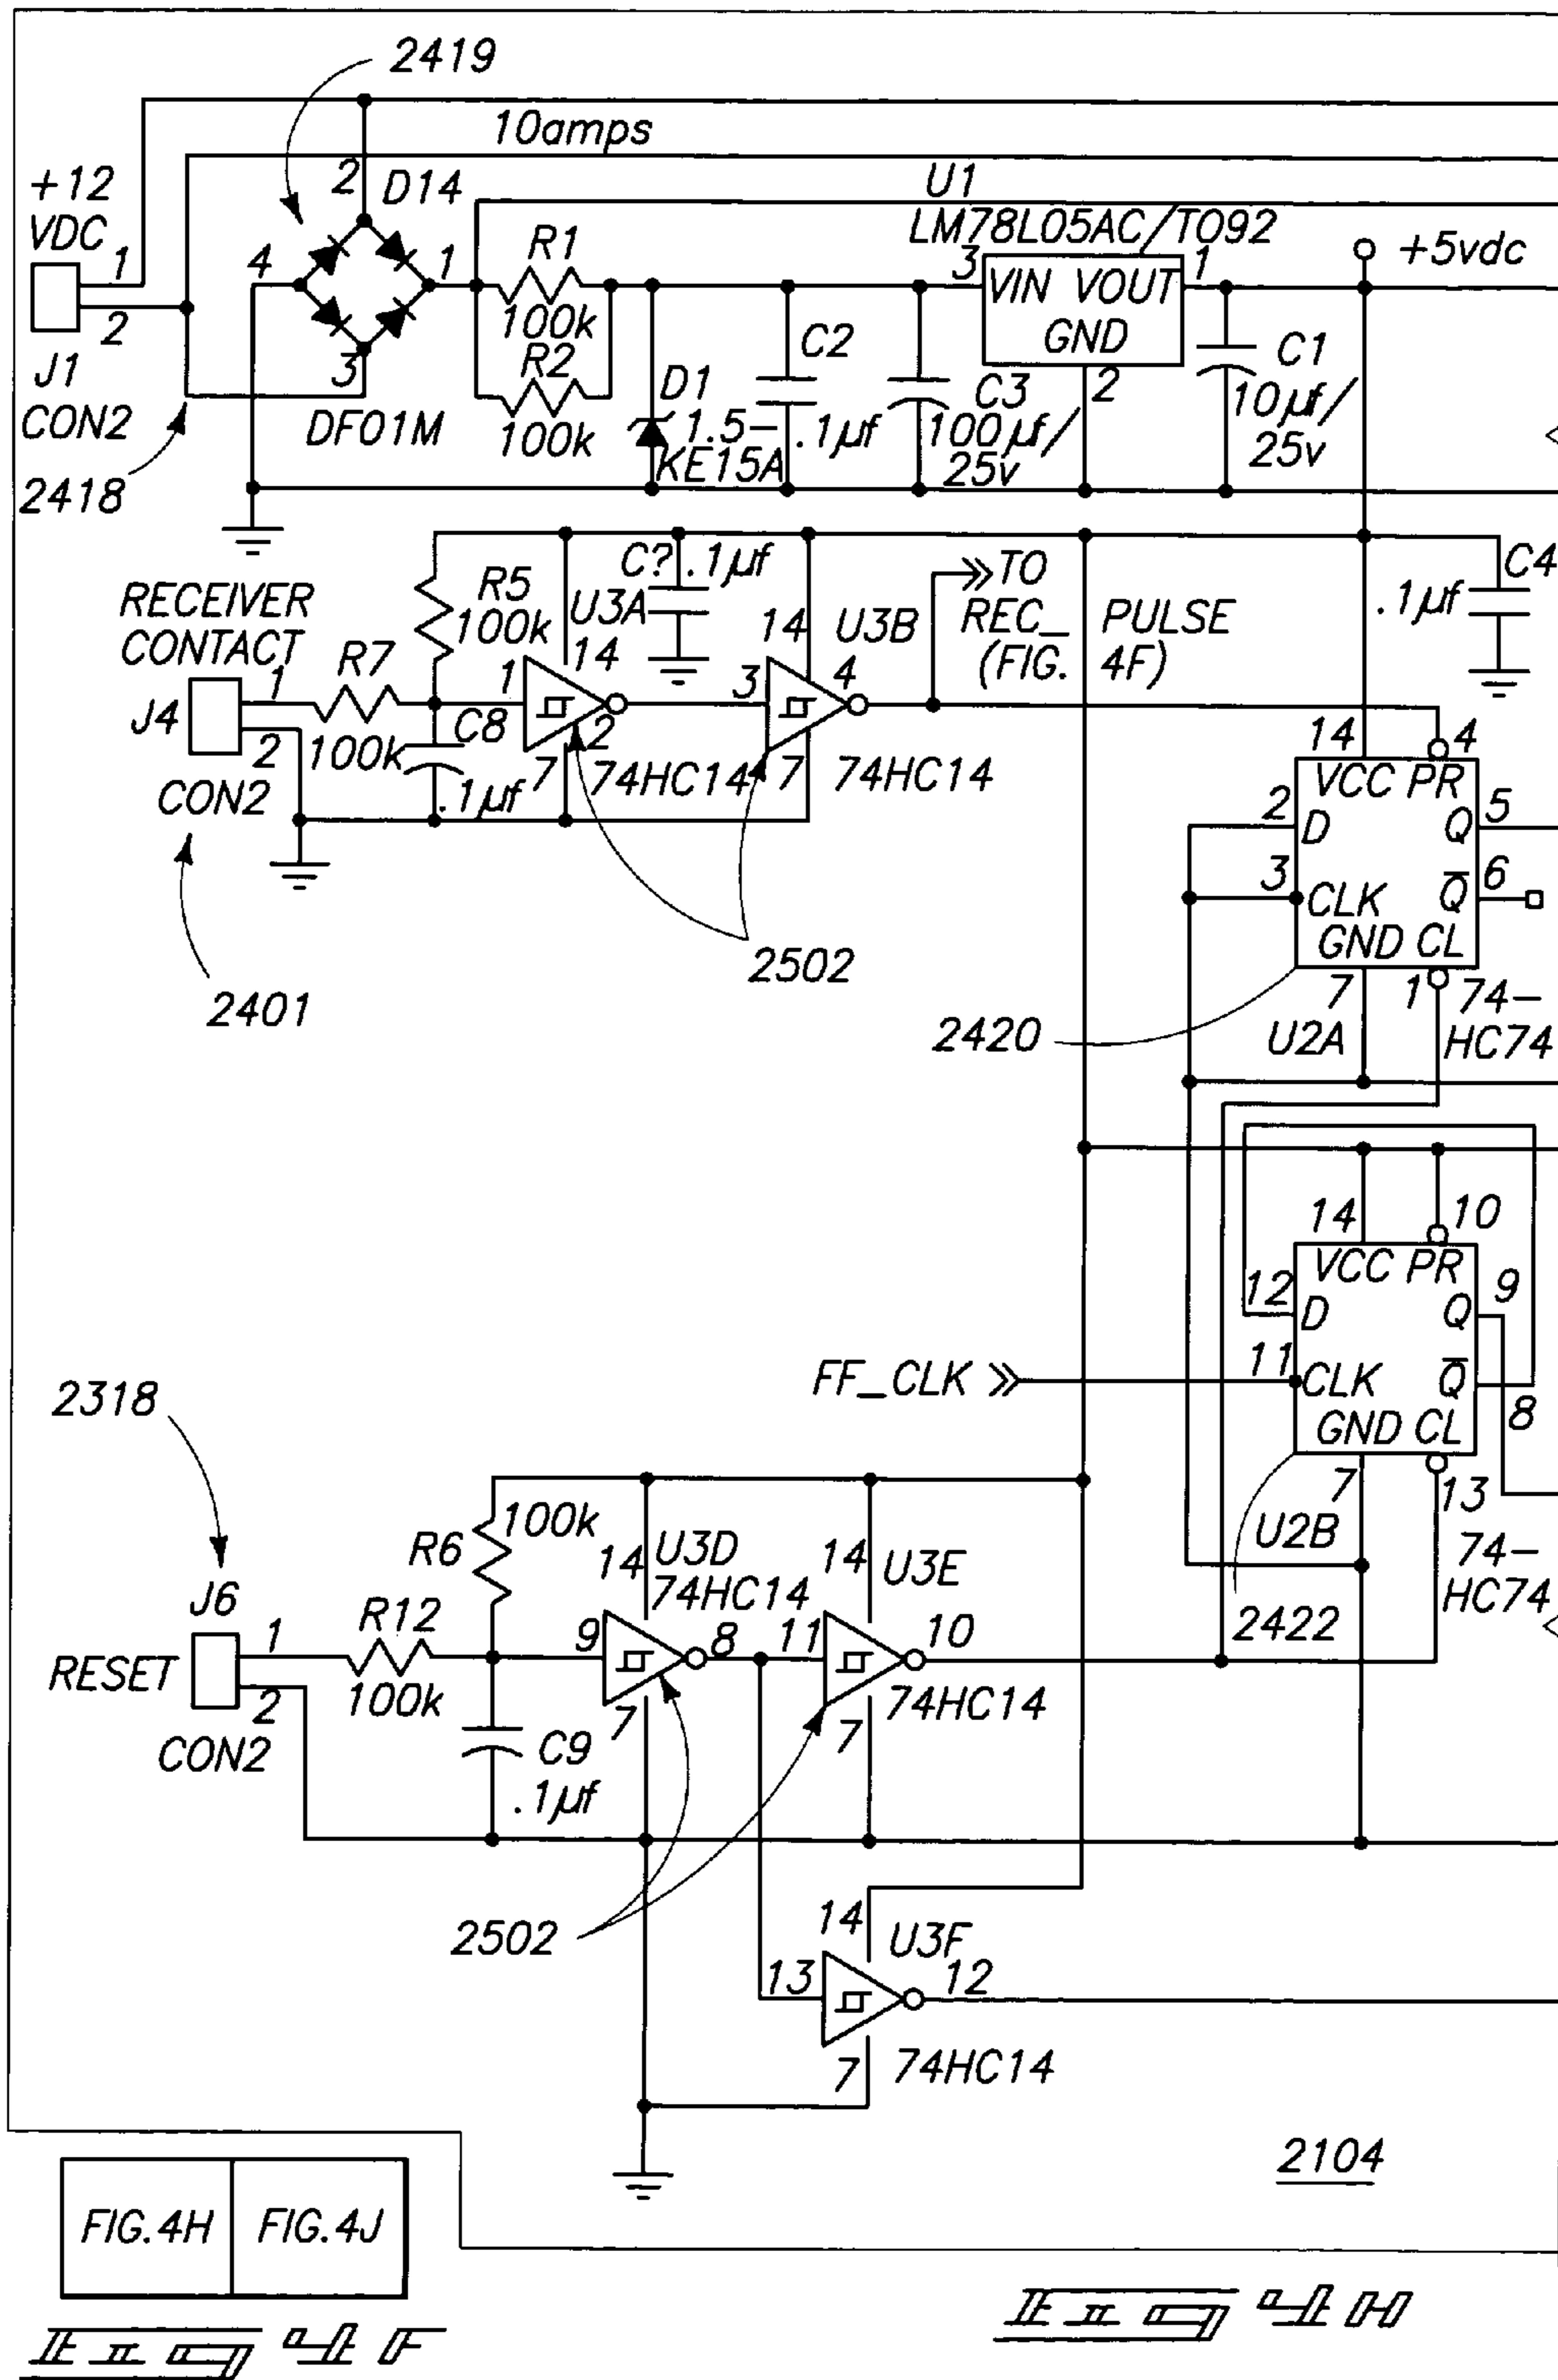 2419
10amps
+12
VDC
2
D14
U1
LM78L05AC/TO92
4
1
R1
3
1
+5vdc
1
VIN VOUT
2
100k
GND
J1
R2
C2
C1
CON2
3
D1
C3
2
10µf/
DF01M
100k
1.5-
.1µf
100µf/
25v
KE15A
25v
2418
C?
.1µf
TO
C4
R5
100k
U3A
14
U3B
REC_
PULSE
.1µf
RECEIVER
CONTACT
14
(FIG.
4F)
R7
1
1
3
4
J4
C8
2
2
100k
7
74HC14
7
74HC14
14
4
CON2
.1µf
VCC PR
2
D
Q
5
3
CLK
Q̅
6
2502
GND CL
2401
7
1
74-
2420
U2A
HC74
14
10
VCC PR
12
D
Q
9
FF_CLK
11
CLK
Q̅
8
2318
GND CL
7
13
100k
U2B
74-
R6
14
U3D
14
U3E
HC74
74HC14
J6
R12
1
9
8
11
10
2422
RESET
100k
74HC14
2
7
7
CON2
C9
.1µf
14
2502
U3F
13
12
7
74HC14
2104
FIG.4H
FIG.4J
Fig 4F
Fig 4H